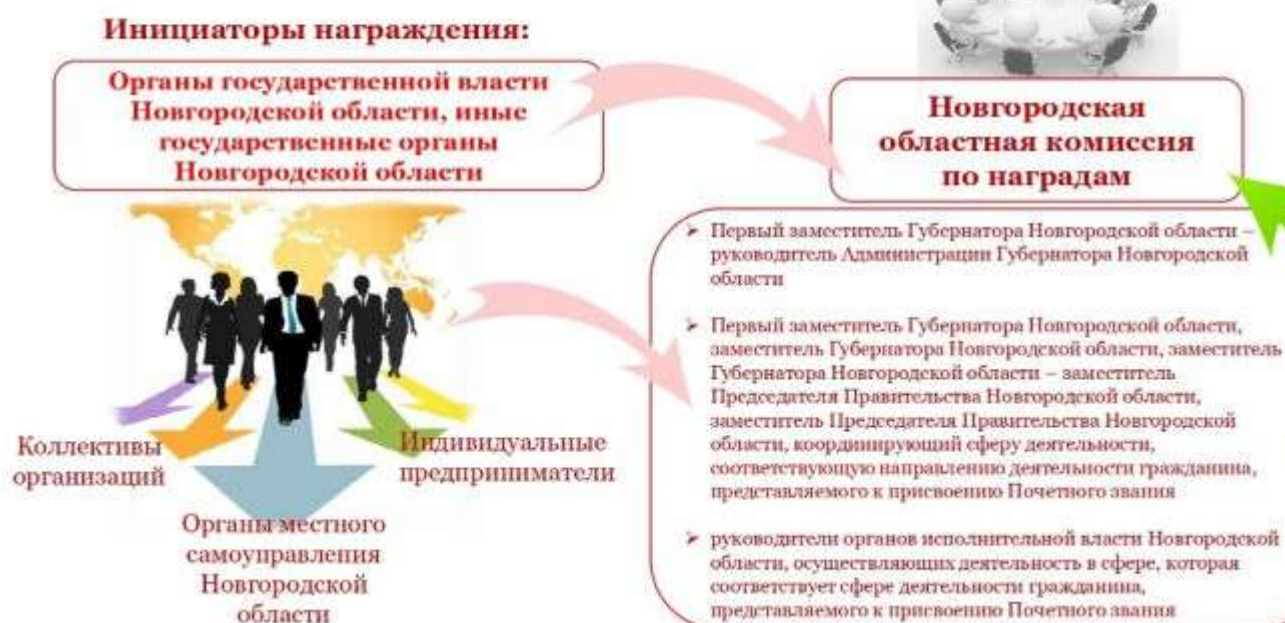 Инициаторы награждения:
Органы государственной власти
Новгородской области, иные
государственные органы
Новгородской области
Коллективы
организаций
Органы местного
самоуправления
Новгородской
области
Индивидуальные
предприниматели
Новгородская
областная комиссия
по наградам
➢ Первый заместитель Губернатора Новгородской области –
руководитель Администрации Губернатора Новгородской
области
➢ Первый заместитель Губернатора Новгородской области,
заместитель Губернатора Новгородской области, заместитель
Губернатора Новгородской области – заместитель
Председателя Правительства Новгородской области,
заместитель Председателя Правительства Новгородской
области, координирующий сферу деятельности,
соответствующую направлению деятельности гражданина,
представляемого к присвоению Почетного звания
➢ руководители органов исполнительной власти Новгородской
области, осуществляющих деятельность в сфере, которая
соответствует сфере деятельности гражданина,
представляемого к присвоению Почетного звания